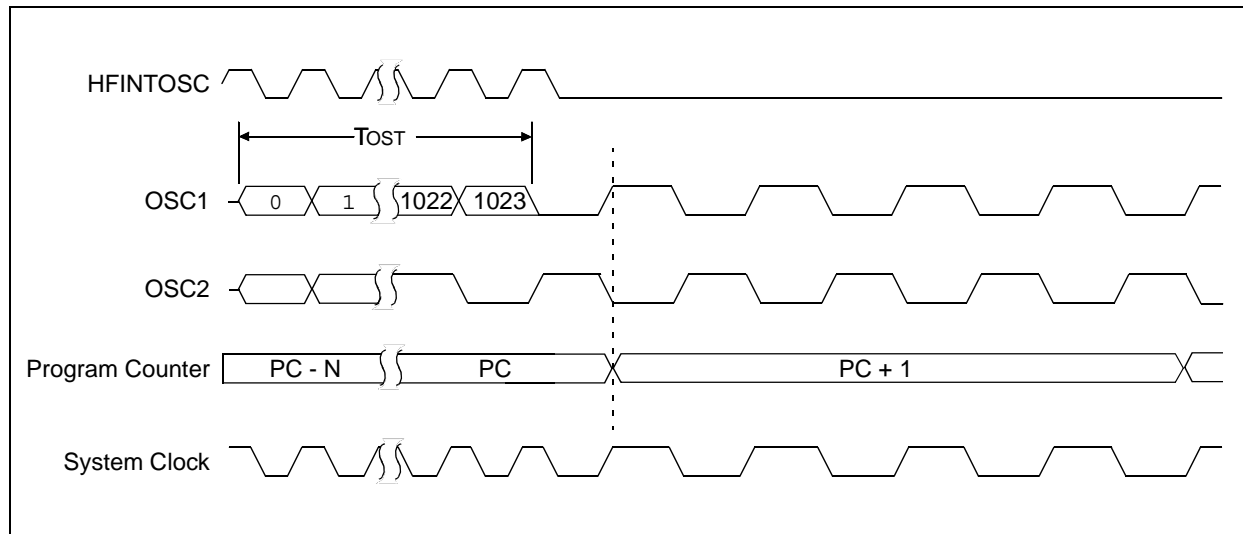 HFINTOSC
TOST
OSC1 0 1 1022 1023
OSC2
Program Counter PC - N PC PC + 1
System Clock